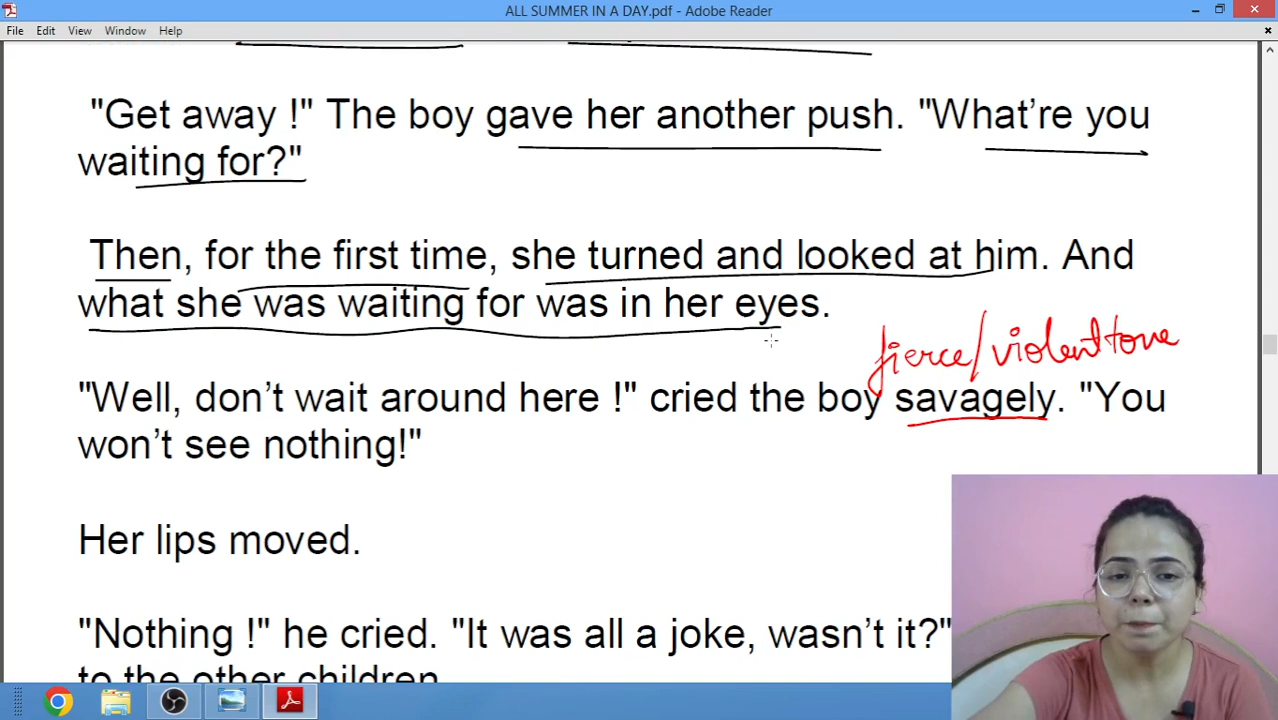 ALL SUMMER IN A DAY.pdf - Adobe Reader
File Edit View Window Help
"Get away !" The boy gave her another push. "What're you
waiting for?"
Then, for the first time, she turned and looked at him. And
what she was waiting for was in her eyes.
fierce/violent tone
"Well, don't wait around here !" cried the boy savagely. "You
won't see nothing!"
Her lips moved.
"Nothing !" he cried. "It was all a joke, wasn't it?"
to the other children.